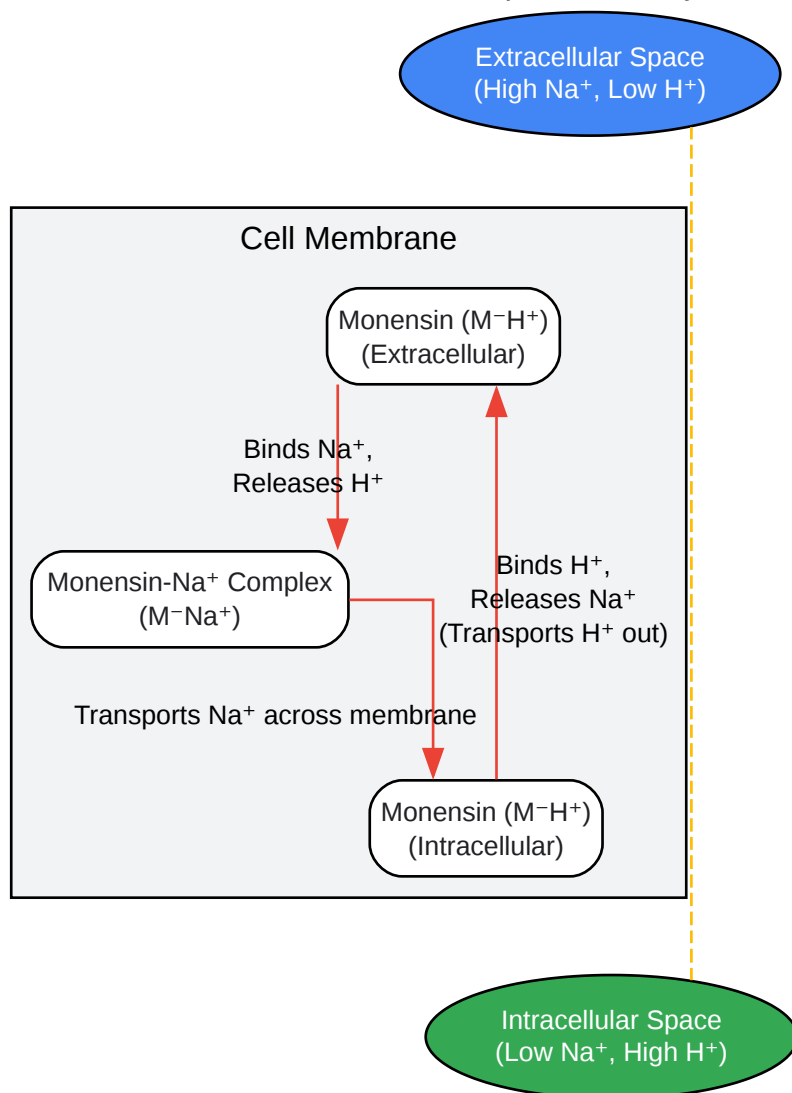 Extracellular Space
(High Na⁺, Low H⁺)
Cell Membrane
Monensin (M⁻H⁺)
(Extracellular)
Binds Na⁺,
Releases H⁺
Monensin-Na⁺ Complex
(M⁻Na⁺)
Binds H⁺,
Releases Na⁺
(Transports H⁺ out)
Transports Na⁺ across membrane
Monensin (M⁻H⁺)
(Intracellular)
Intracellular Space
(Low Na⁺, High H⁺)